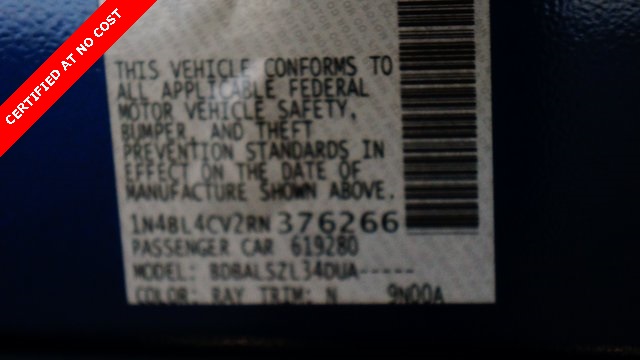 CERTIFIED AT NO COST
THIS VEHICLE CONFORMS TO
ALL APPLICABLE FEDERAL
MOTOR VEHICLE SAFETY,
BUMPER, AND THEFT
PREVENTION STANDARDS IN
EFFECT ON THE DATE OF
MANUFACTURE SHOWN ABOVE.
1N4BL4CV2RN376266
PASSENGER CAR 619280
MODEL: BDBALSZL34DUA-----
COLOR: RAY TRIM: N 9N00A